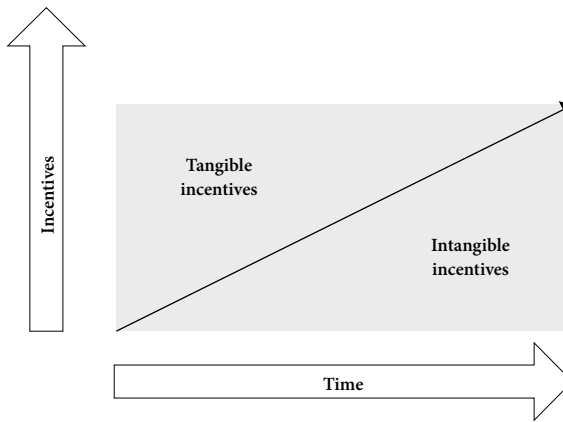 Incentives
Tangible
incentives
Intangible
incentives
Time